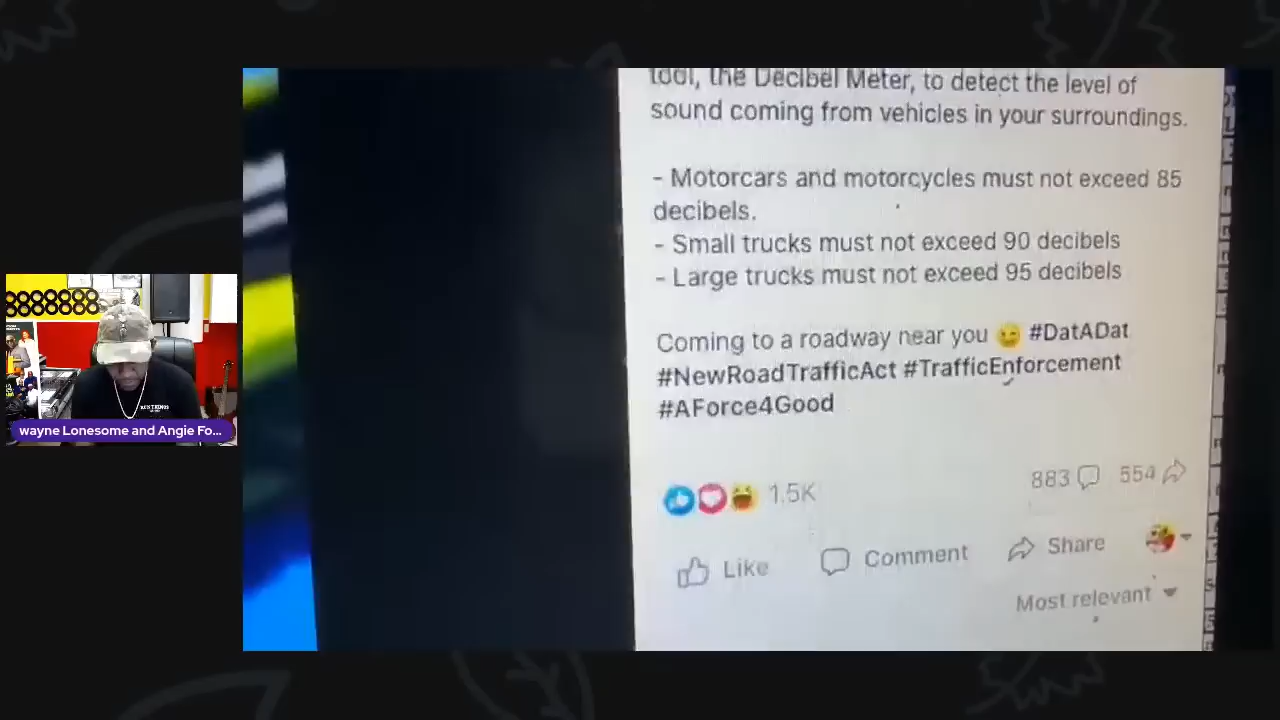 tool, the Decibel Meter, to detect the level of
sound coming from vehicles in your surroundings.
- Motorcars and motorcycles must not exceed 85
decibels.
- Small trucks must not exceed 90 decibels
- Large trucks must not exceed 95 decibels
Coming to a roadway near you 😉 #DatADat
#NewRoadTrafficAct #TrafficEnforcement
#AForce4Good
1.5K
883
554
Like
Comment
Share
Most relevant
wayne Lonesome and Angie Fo...